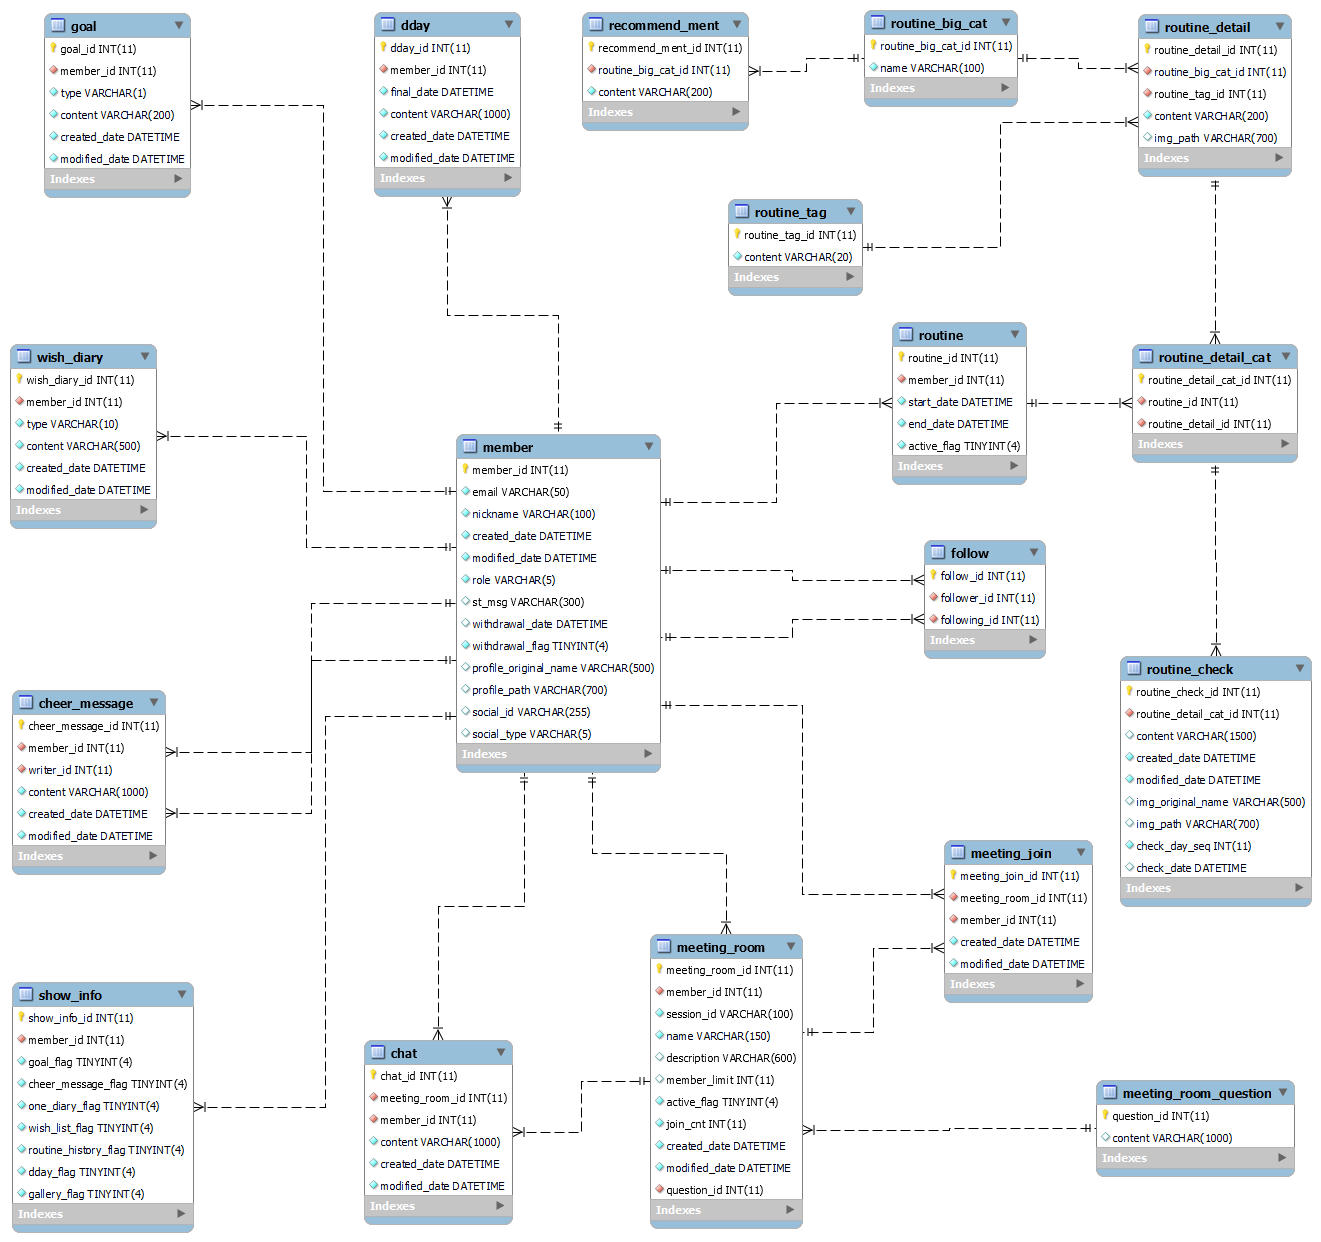 goal
goal_id INT(11)
member_id INT(11)
type VARCHAR(1)
content VARCHAR(200)
created_date DATETIME
modified_date DATETIME
Indexes
dday
dday_id INT(11)
member_id INT(11)
final_date DATETIME
content VARCHAR(1000)
created_date DATETIME
modified_date DATETIME
Indexes
recommend_ment
recommend_ment_id INT(11)
routine_big_cat_id INT(11)
content VARCHAR(200)
Indexes
routine_big_cat
routine_big_cat_id INT(11)
name VARCHAR(100)
Indexes
routine_detail
routine_detail_id INT(11)
routine_big_cat_id INT(11)
routine_tag_id INT(11)
content VARCHAR(200)
img_path VARCHAR(700)
Indexes
routine_tag
routine_tag_id INT(11)
content VARCHAR(20)
Indexes
wish_diary
wish_diary_id INT(11)
member_id INT(11)
type VARCHAR(10)
content VARCHAR(500)
created_date DATETIME
modified_date DATETIME
Indexes
routine
routine_id INT(11)
member_id INT(11)
start_date DATETIME
end_date DATETIME
active_flag TINYINT(4)
Indexes
routine_detail_cat
routine_detail_cat_id INT(11)
routine_id INT(11)
routine_detail_id INT(11)
Indexes
member
member_id INT(11)
email VARCHAR(50)
nickname VARCHAR(100)
created_date DATETIME
modified_date DATETIME
role VARCHAR(5)
st_msg VARCHAR(300)
withdrawal_date DATETIME
withdrawal_flag TINYINT(4)
profile_original_name VARCHAR(500)
profile_path VARCHAR(700)
social_id VARCHAR(255)
social_type VARCHAR(5)
Indexes
follow
follow_id INT(11)
follower_id INT(11)
following_id INT(11)
Indexes
cheer_message
cheer_message_id INT(11)
member_id INT(11)
writer_id INT(11)
content VARCHAR(1000)
created_date DATETIME
modified_date DATETIME
Indexes
routine_check
routine_check_id INT(11)
routine_detail_cat_id INT(11)
content VARCHAR(1500)
created_date DATETIME
modified_date DATETIME
img_original_name VARCHAR(500)
img_path VARCHAR(700)
check_day_seq INT(11)
check_date DATETIME
Indexes
meeting_join
meeting_join_id INT(11)
meeting_room_id INT(11)
member_id INT(11)
created_date DATETIME
modified_date DATETIME
Indexes
show_info
show_info_id INT(11)
member_id INT(11)
goal_flag TINYINT(4)
cheer_message_flag TINYINT(4)
one_diary_flag TINYINT(4)
wish_list_flag TINYINT(4)
routine_history_flag TINYINT(4)
dday_flag TINYINT(4)
gallery_flag TINYINT(4)
Indexes
chat
chat_id INT(11)
meeting_room_id INT(11)
member_id INT(11)
content VARCHAR(1000)
created_date DATETIME
modified_date DATETIME
Indexes
meeting_room
meeting_room_id INT(11)
member_id INT(11)
session_id VARCHAR(100)
name VARCHAR(150)
description VARCHAR(600)
member_limit INT(11)
active_flag TINYINT(4)
join_cnt INT(11)
created_date DATETIME
modified_date DATETIME
question_id INT(11)
Indexes
meeting_room_question
question_id INT(11)
content VARCHAR(1000)
Indexes